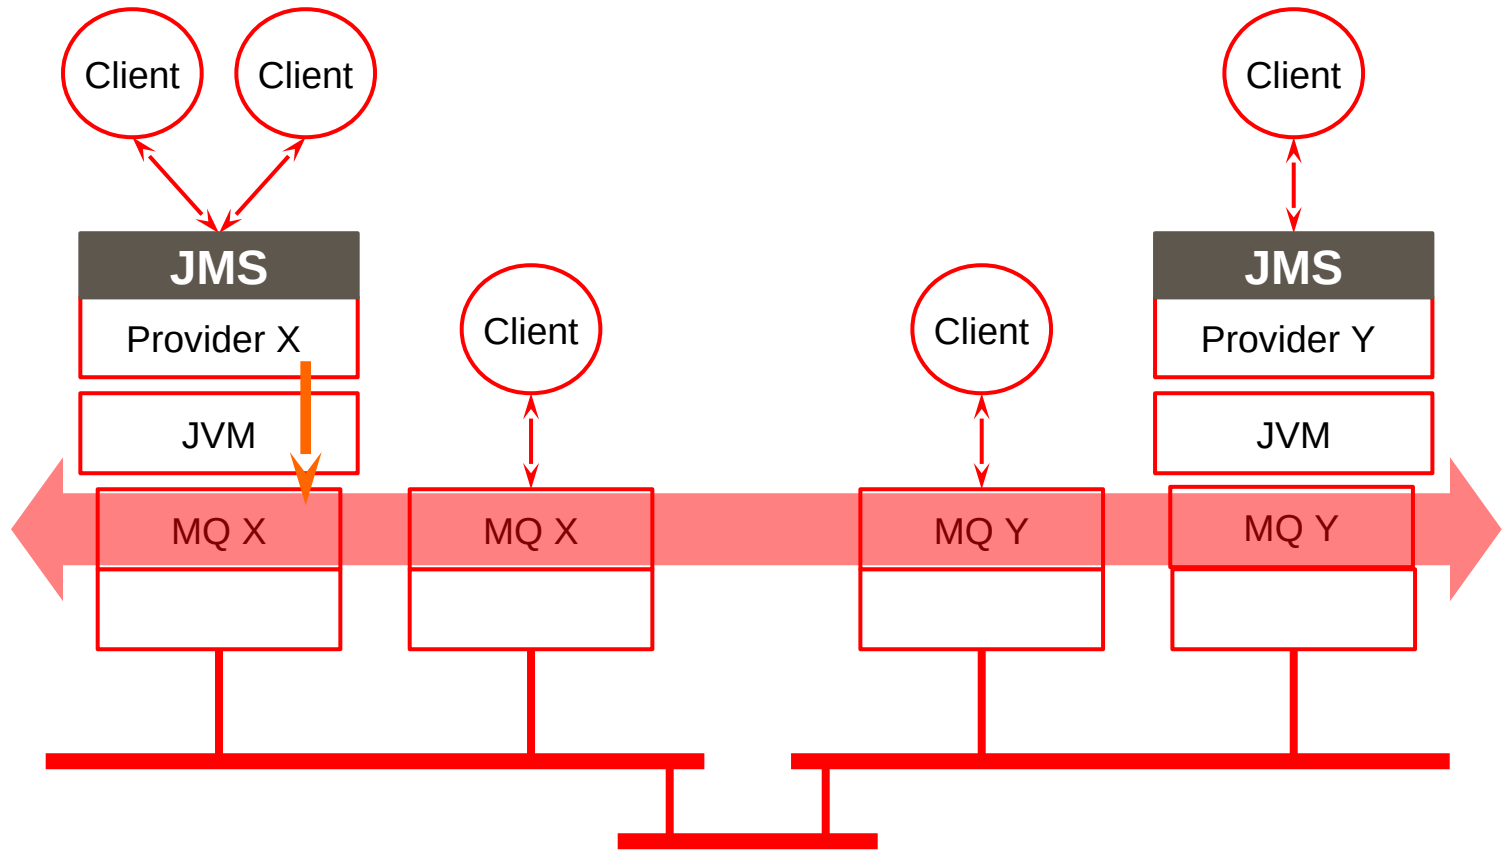 Client
Client
Client
JMS
JMS
Provider X
Client
Client
Provider Y
JVM
JVM
MQ X
MQ X
MQ Y
MQ Y